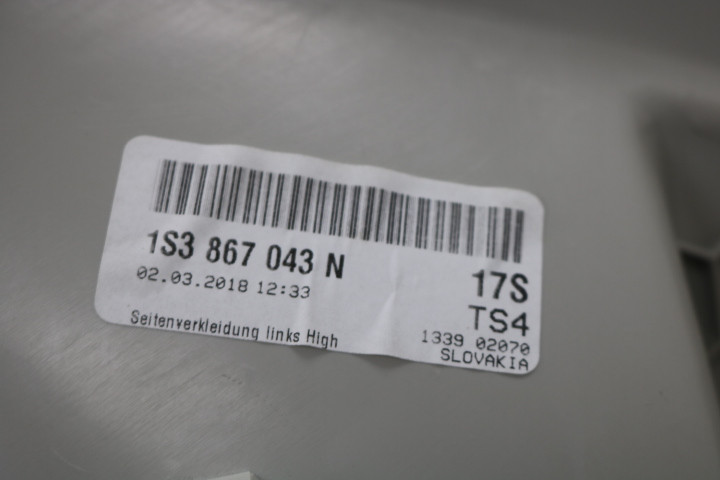 1S3 867 043 N
02.03.2018 12:33
17S
TS4
Seitenverkleidung links High
1339 02070
SLOVAKIA